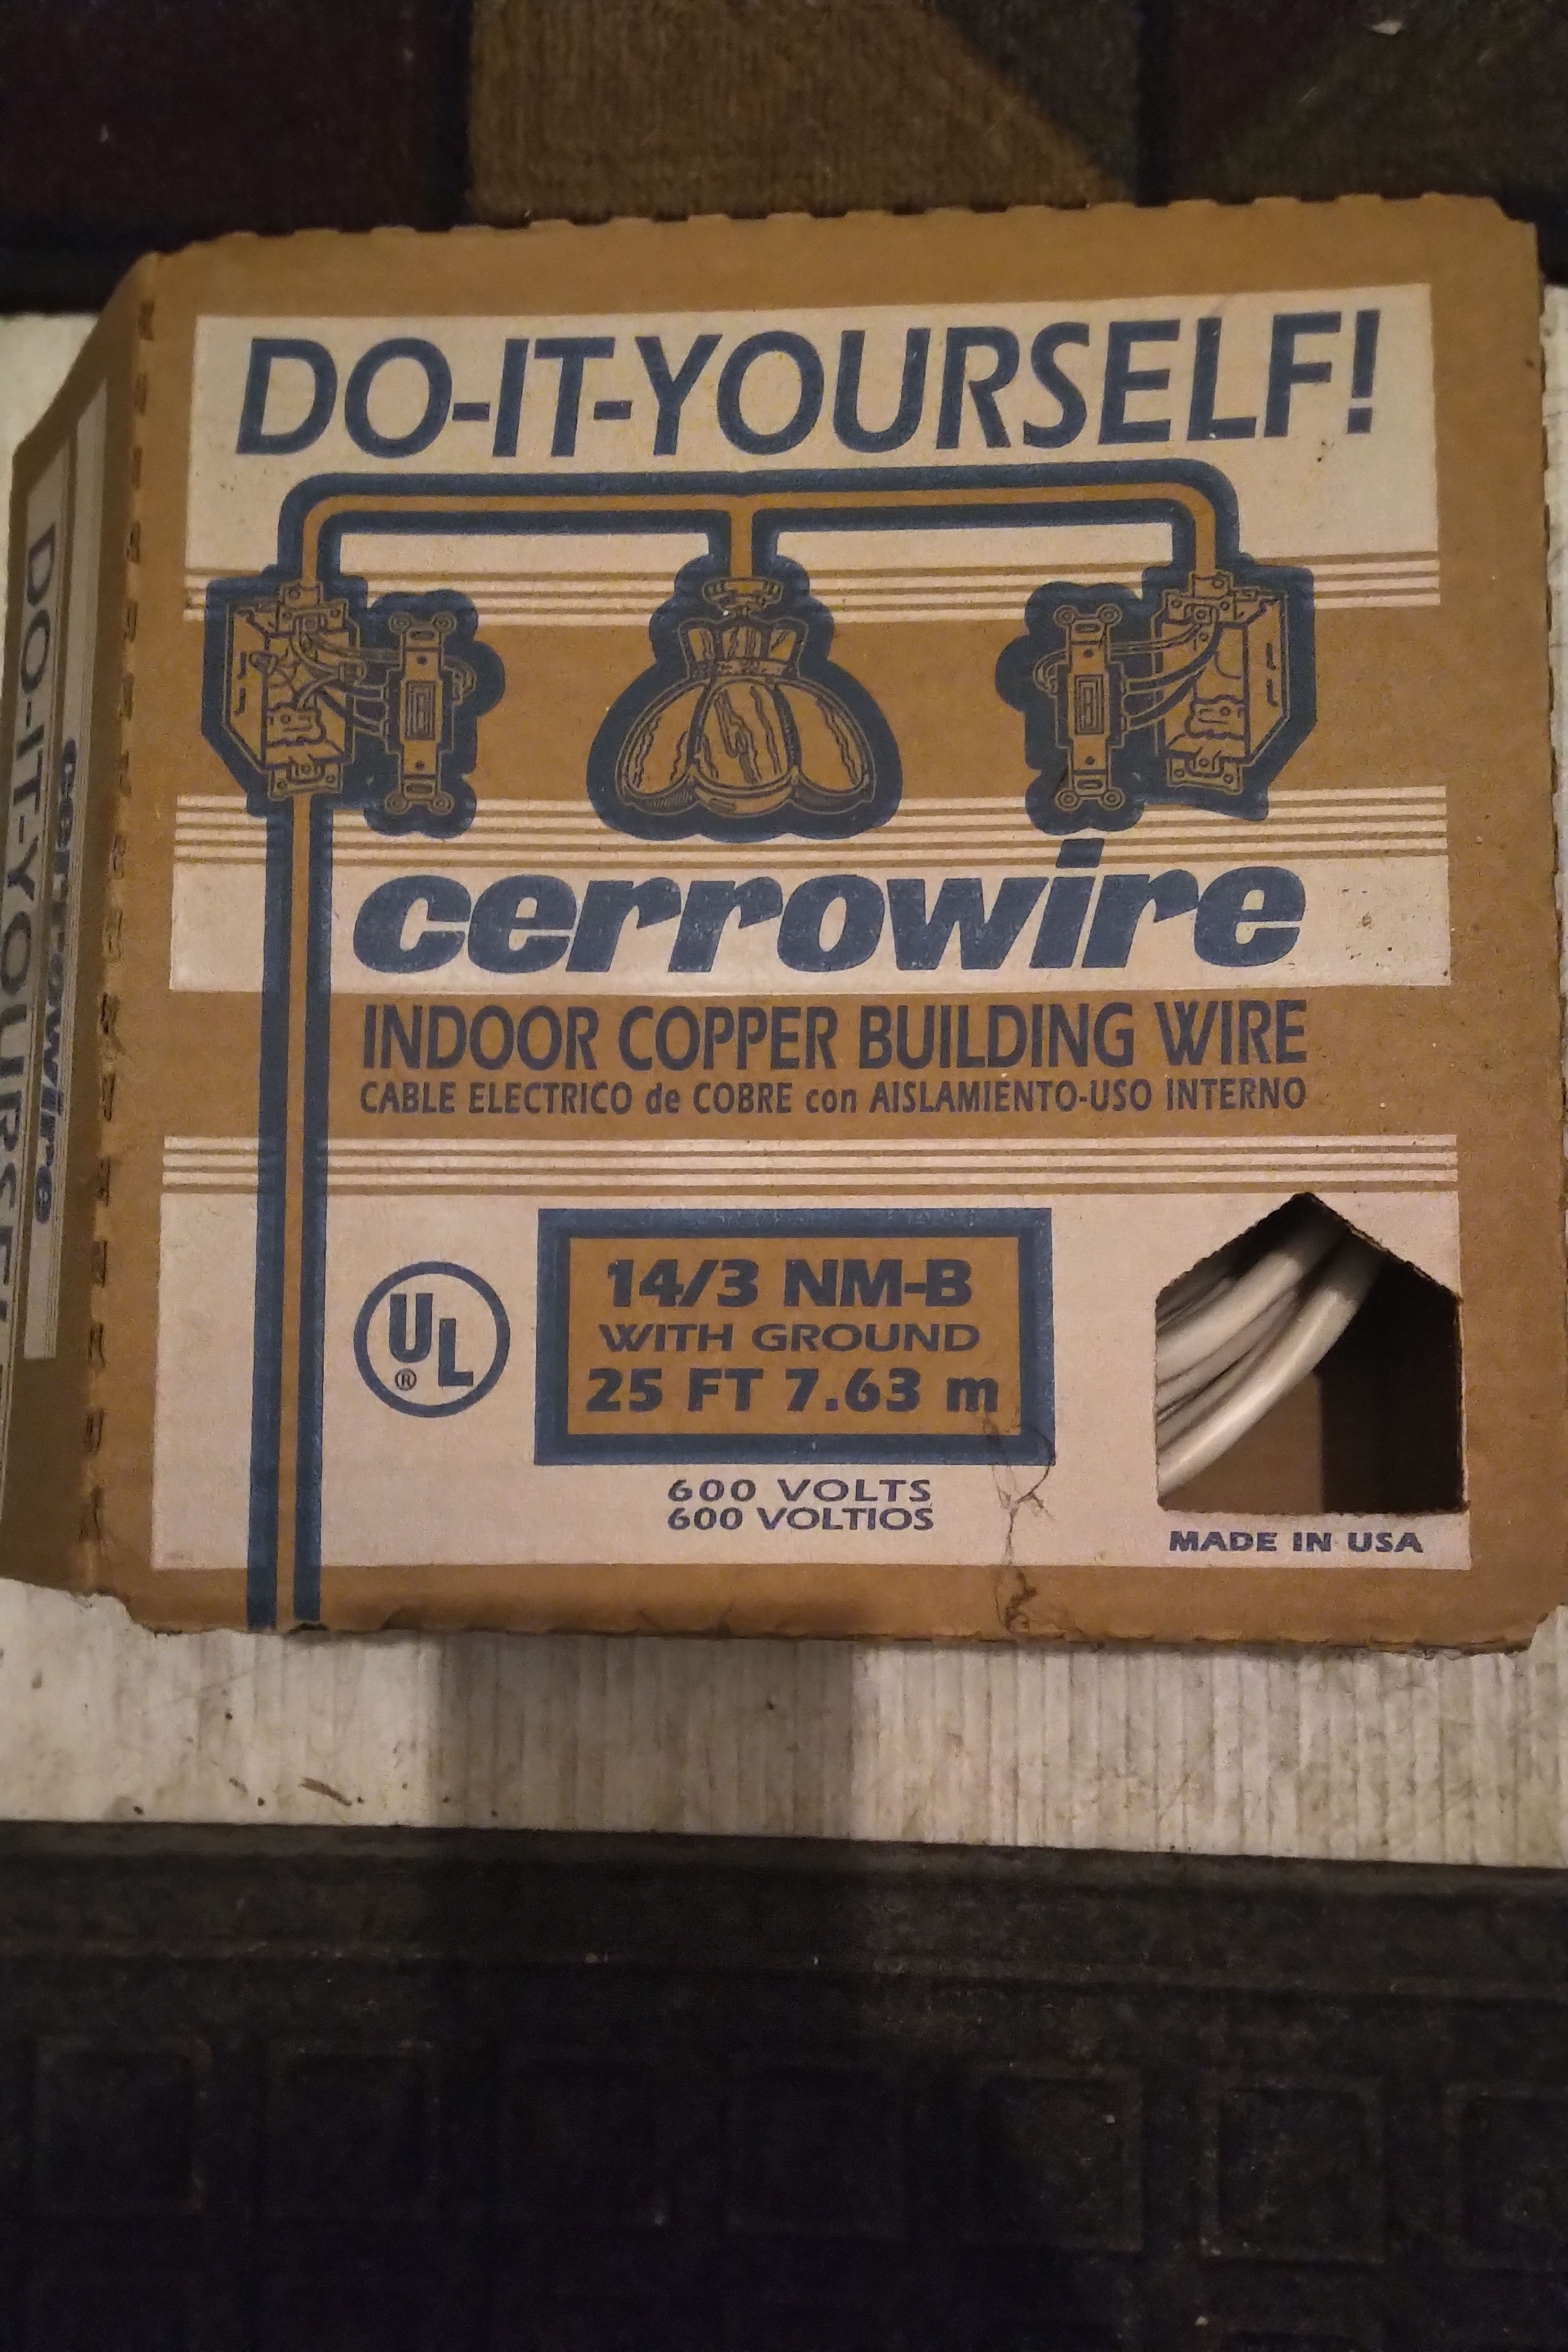 DO-IT-YOURSELF!
cerrowire
INDOOR COPPER BUILDING WIRE
CABLE ELECTRICO de COBRE con AISLAMIENTO-USO INTERNO
UL
®
14/3 NM-B
WITH GROUND
25 FT 7.63 m
600 VOLTS
600 VOLTIOS
MADE IN USA
DO-IT-YOURSELF
cerrowire